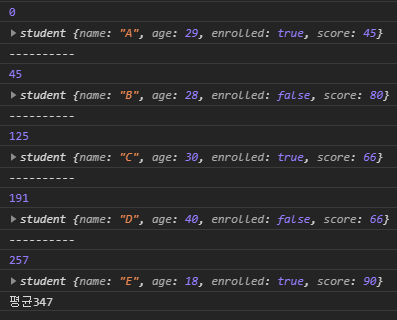 0
student {name: "A", age: 29, enrolled: true, score: 45}
----------
45
student {name: "B", age: 28, enrolled: false, score: 80}
----------
125
student {name: "C", age: 30, enrolled: true, score: 66}
----------
191
student {name: "D", age: 40, enrolled: false, score: 66}
----------
257
student {name: "E", age: 18, enrolled: true, score: 90}
평균347